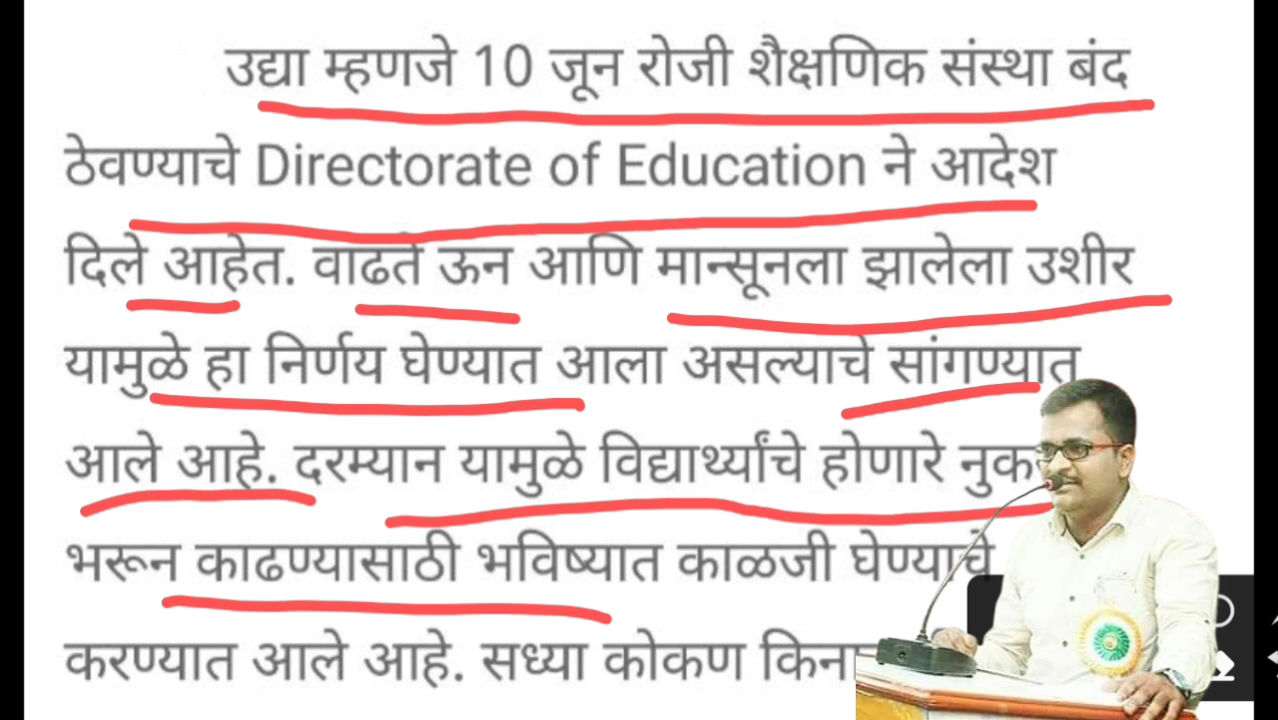 उद्या म्हणजे 10 जून रोजी शैक्षणिक संस्था बंद
ठेवण्याचे Directorate of Education ने आदेश
दिले आहेत. वाढते ऊन आणि मान्सूनला झालेला उशीर
यामुळे हा निर्णय घेण्यात आला असल्याचे सांगण्यात
आले आहे. दरम्यान यामुळे विद्यार्थ्यांचे होणारे
भरून काढण्यासाठी भविष्यात काळजी घेण्याचे
करण्यात आले आहे. सध्या कोकण